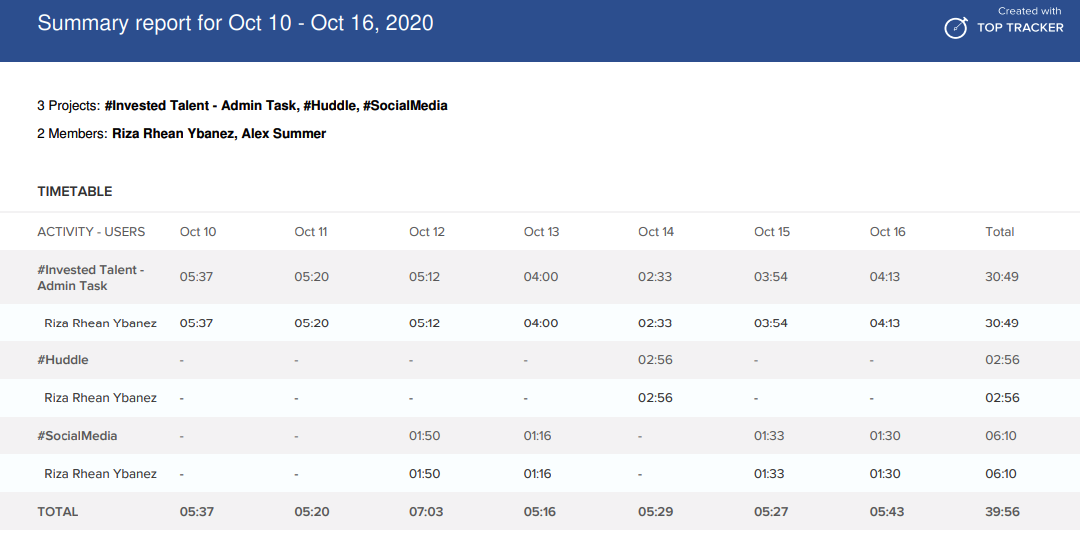 Summary report for Oct 10 - Oct 16, 2020
Created with
TOP TRACKER
3 Projects: #Invested Talent - Admin Task, #Huddle, #SocialMedia
2 Members: Riza Rhean Ybanez, Alex Summer
TIMETABLE
ACTIVITY - USERS Oct 10 Oct 11 Oct 12 Oct 13 Oct 14 Oct 15 Oct 16 Total
#Invested Talent -
Admin Task 05:37 05:20 05:12 04:00 02:33 03:54 04:13 30:49
Riza Rhean Ybanez 05:37 05:20 05:12 04:00 02:33 03:54 04:13 30:49
#Huddle - - - - 02:56 - - 02:56
Riza Rhean Ybanez - - - - 02:56 - - 02:56
#SocialMedia - - 01:50 01:16 - 01:33 01:30 06:10
Riza Rhean Ybanez - - 01:50 01:16 - 01:33 01:30 06:10
TOTAL 05:37 05:20 07:03 05:16 05:29 05:27 05:43 39:56